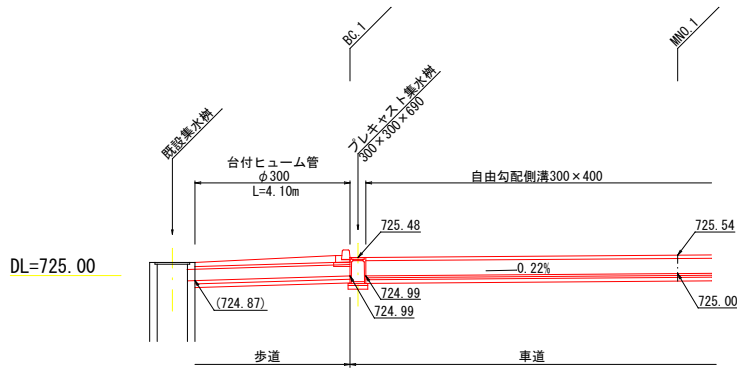 BC.1
MNO.1
既設集水桝
プレキャスト集水桝
300×300×690
台付ヒューム管
φ300
L=4.10m
自由勾配側溝300×400
725.48
725.54
DL=725.00
0.22%
(724.87)
724.99
724.99
725.00
歩道
車道